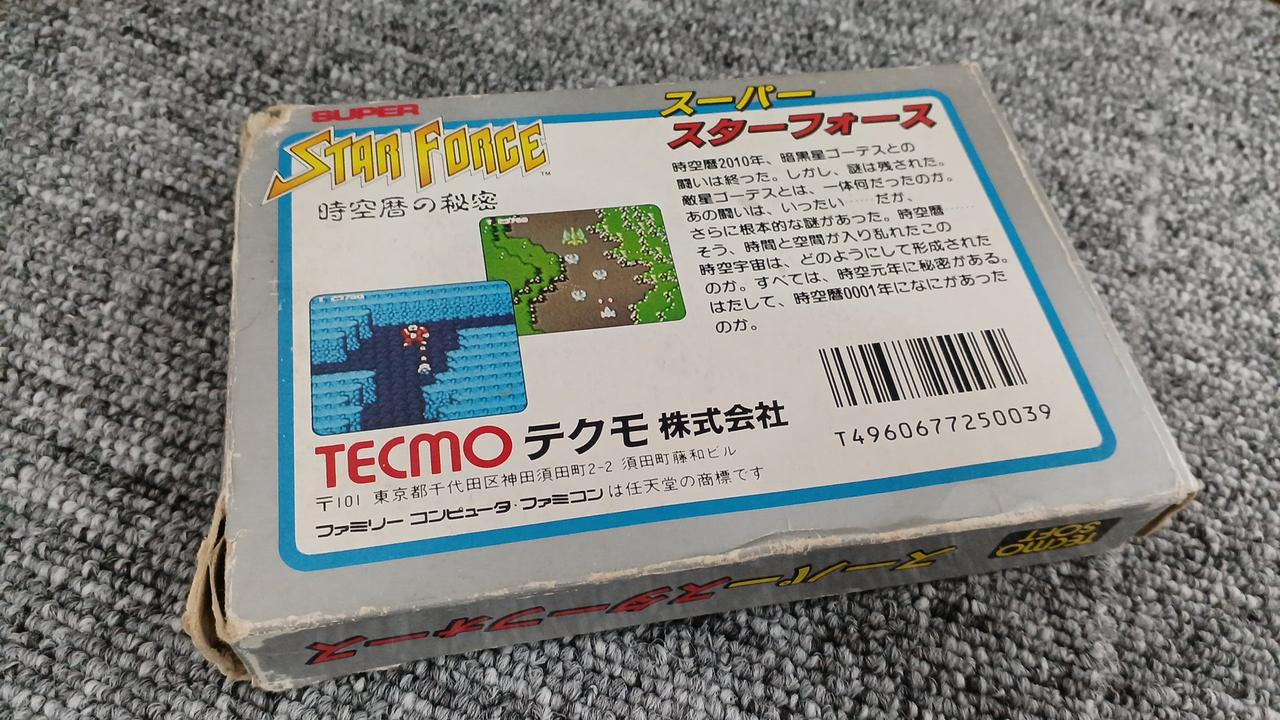 SUPER
STAR FORCE™
時空暦の秘密
スーパー
スターフォース
時空暦2010年、暗黒星ゴーデスとの
闘いは終った。しかし、謎は残された。
敵星ゴーデスとは、一体何だったのか。
あの闘いは、いったい……だが、
さらに根本的な謎があった。時空暦……
そう、時間と空間が入り乱れたこの
時空宇宙は、どのようにして形成された
のか。すべては、時空元年に秘密がある。
はたして、時空暦0001年になにがあった
のか。
TECMO テクモ 株式会社
〒101 東京都千代田区神田須田町2-2 須田町藤和ビル
ファミリー コンピュータ・ファミコンは任天堂の商標です
T4960677250039
スーパースターフォース
TECMO
SOFT